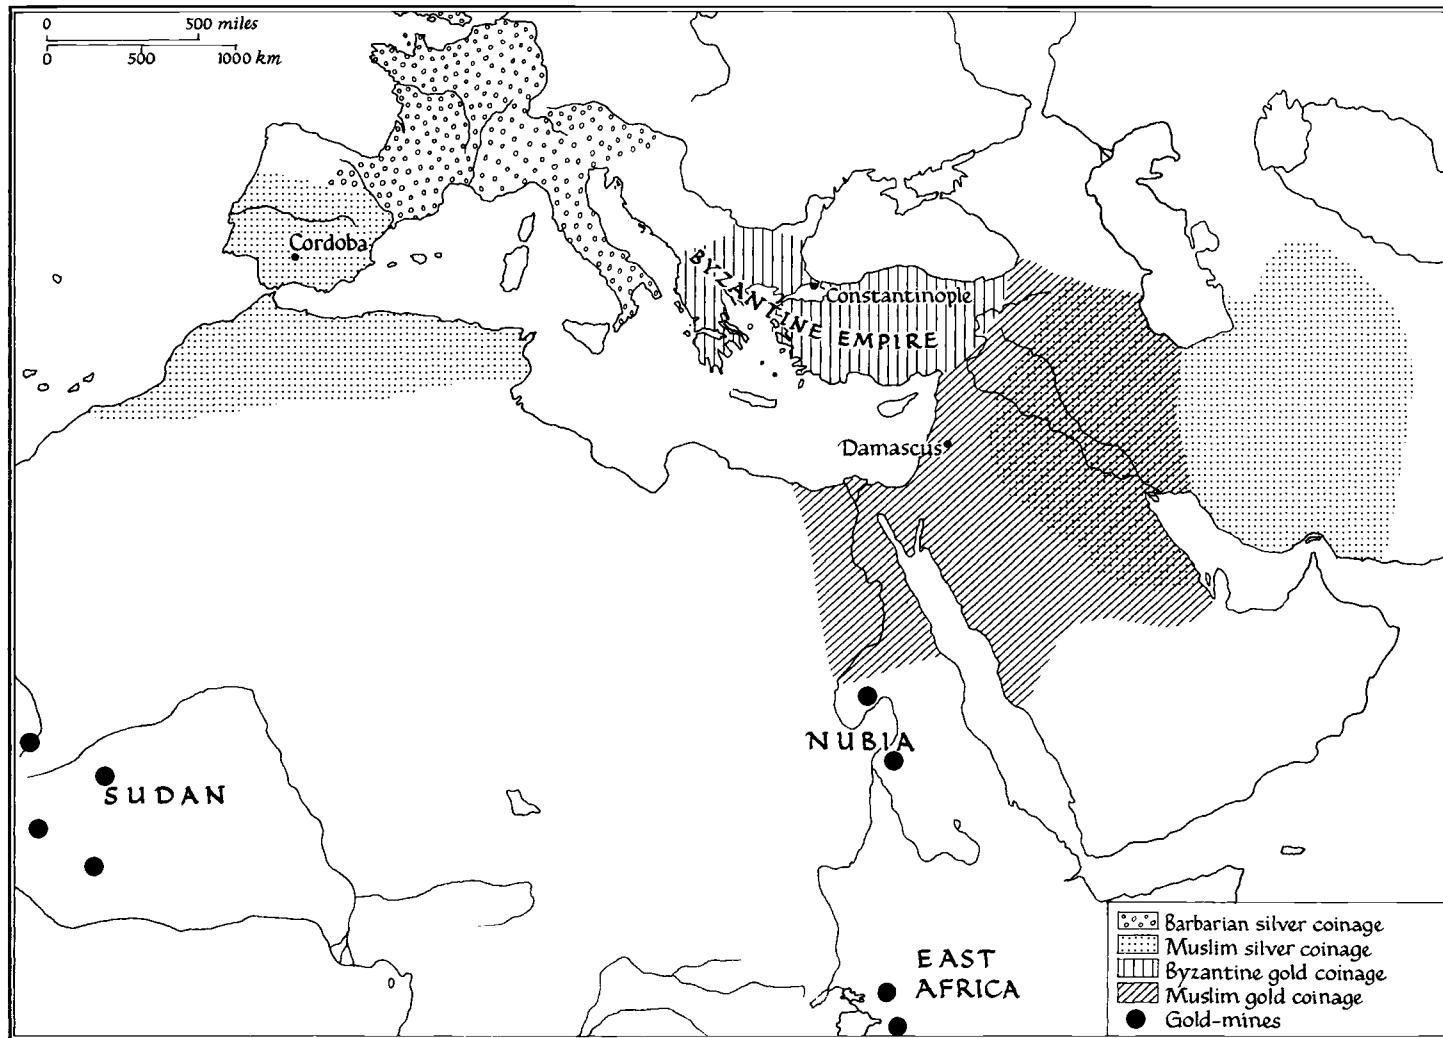 0 500 miles
0 500 1000 km
Cordoba
BYZANTINE EMPIRE
Constantinople
Damascus
NUBIA
SUDAN
EAST
AFRICA
Barbarian silver coinage
Muslim silver coinage
Byzantine gold coinage
Muslim gold coinage
Gold-mines